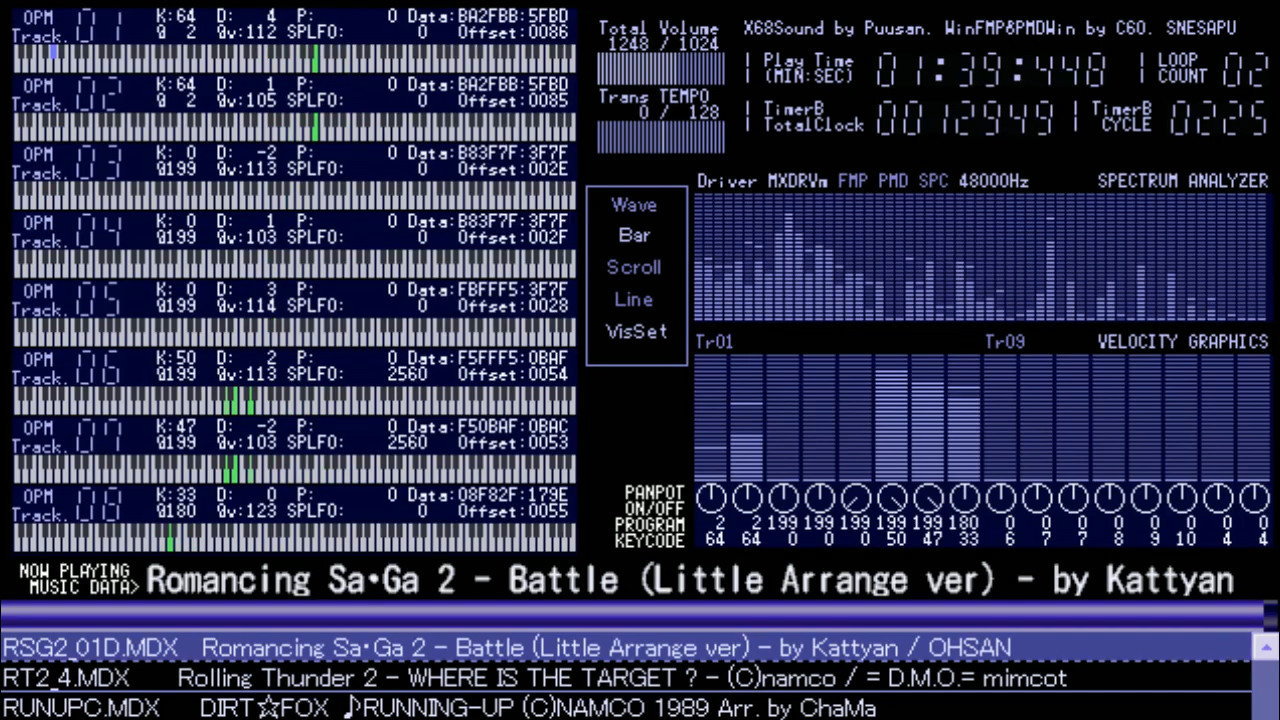 OPM K:64 D: 4 P: 0 Data:BA2FBB:5FBD
Track. 01 @ 2 @v:112 SPLFO: 0 Offset:0086
OPM K:64 D: 1 P: 0 Data:BA2FBB:5FBD
Track. 02 @ 2 @v:105 SPLFO: 0 Offset:0085
OPM K: 0 D: -2 P: 0 Data:B83F7F:3F7F
Track. 03 @199 @v:113 SPLFO: 0 Offset:002E
OPM K: 0 D: 1 P: 0 Data:B83F7F:3F7F
Track. 04 @199 @v:103 SPLFO: 0 Offset:002F
OPM K: 0 D: 3 P: 0 Data:FBFFF5:3F7F
Track. 05 @199 @v:114 SPLFO: 0 Offset:0028
OPM K:50 D: 2 P: 0 Data:F5FFF5:0BAF
Track. 06 @199 @v:113 SPLFO: 2560 Offset:0054
OPM K:47 D: -2 P: 0 Data:F50BAF:0BAC
Track. 07 @199 @v:103 SPLFO: 2560 Offset:0053
OPM K:33 D: 0 P: 0 Data:08F82F:179E
Track. 08 @180 @v:123 SPLFO: 0 Offset:0055
Total Volume
1248 / 1024
Trans TEMPO
0 / 128
X68Sound by Puusan. WinFMP&PMDWin by C60. SNESAPU
Play Time (MIN:SEC) 01:39:448 LOOP COUNT 02
TimerB TotalClock 0012949 TimerB CYCLE 0225
Wave
Bar
Scroll
Line
VisSet
Driver MXDRVm FMP PMD SPC 48000Hz SPECTRUM ANALYZER
Tr01 Tr09 VELOCITY GRAPHICS
PANPOT
ON/OFF
PROGRAM 2 2 199 199 199 199 199 180 0 0 0 0 0 0 0 0
KEYCODE 64 64 0 0 0 50 47 33 6 7 7 8 9 10 4 4
NOW PLAYING
MUSIC DATA> Romancing Sa・Ga 2 - Battle (Little Arrange ver) - by Kattyan
RSG2_01D.MDX Romancing Sa・Ga 2 - Battle (Little Arrange ver) - by Kattyan / OHSAN
RT2_4.MDX Rolling Thunder 2 - WHERE IS THE TARGET ? - (C)namco / = D.M.O.= mimcot
RUNUPC.MDX DIRT☆FOX ♪RUNNING-UP (C)NAMCO 1989 Arr. by ChaMa